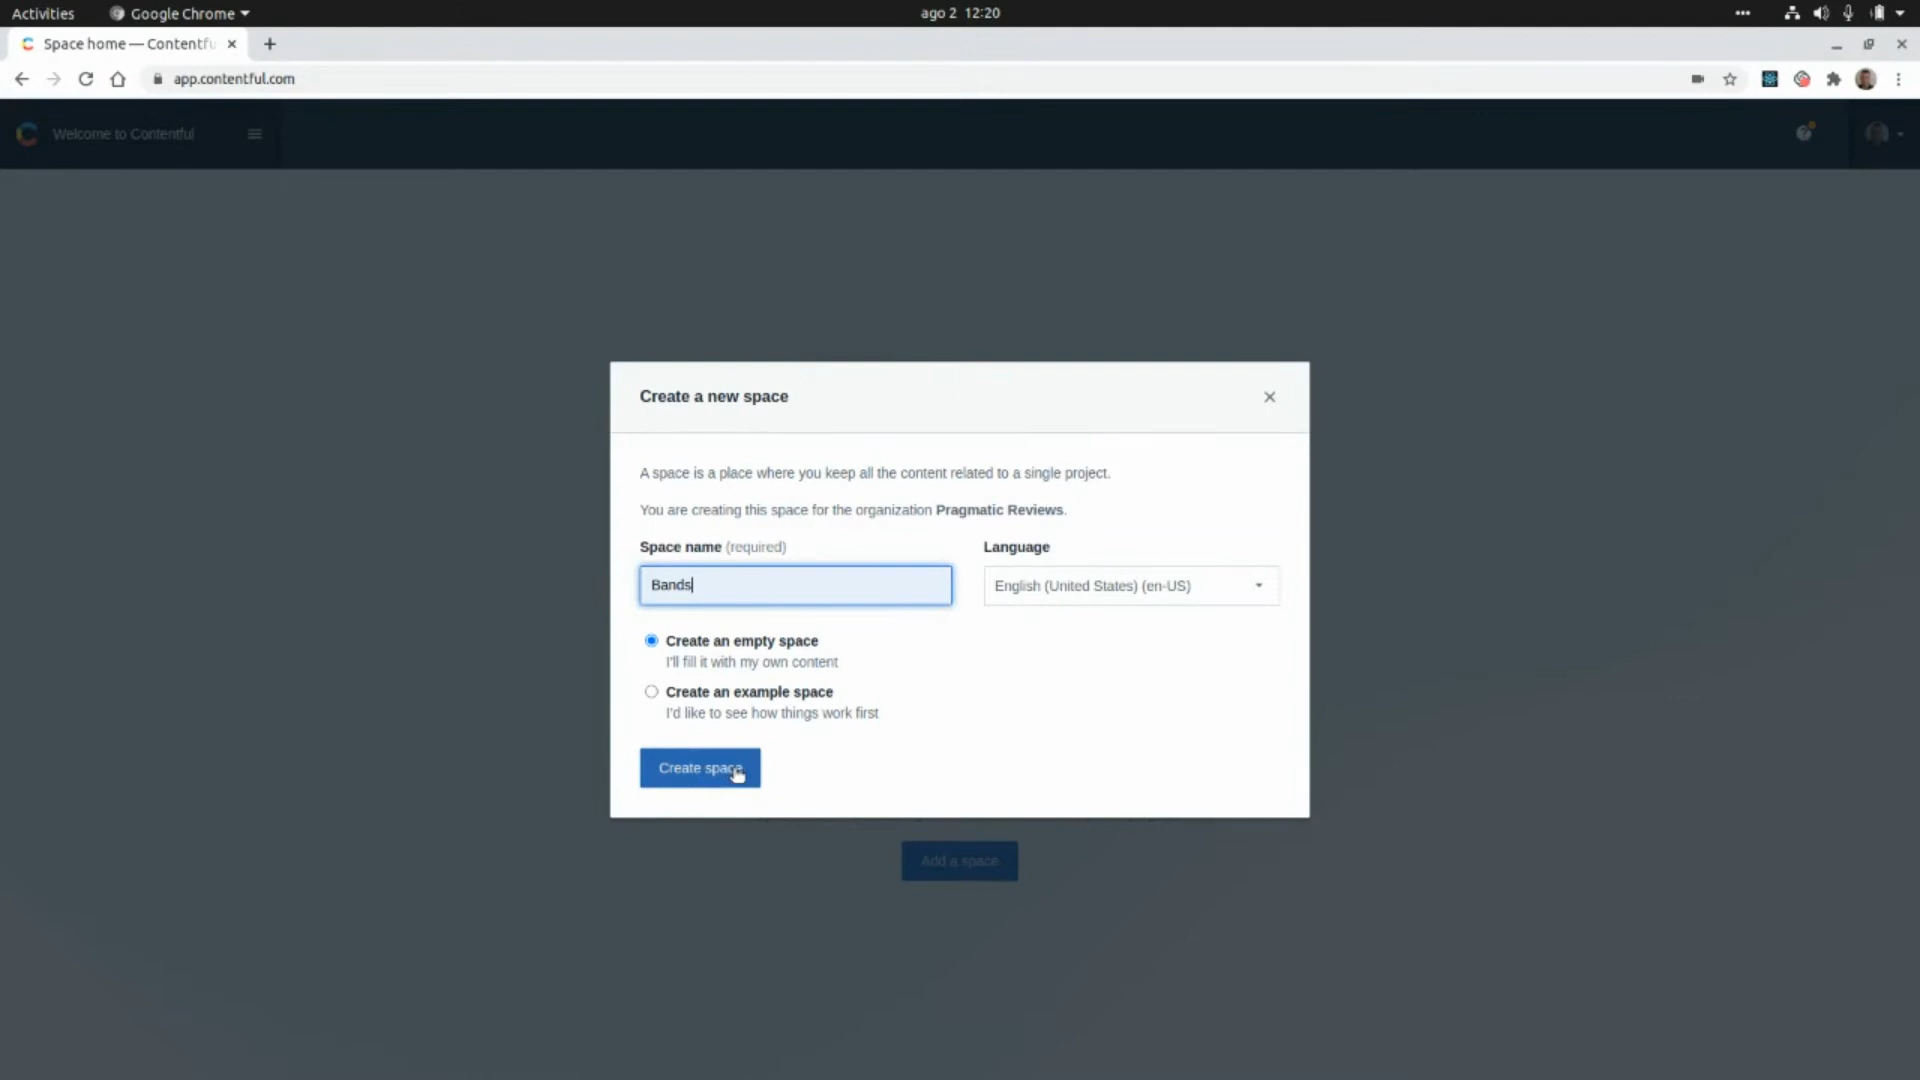 Activities
Google Chrome
ago 2 12:20
Space home — Contentfu
app.contentful.com
Welcome to Contentful
Create a new space
A space is a place where you keep all the content related to a single project.
You are creating this space for the organization Pragmatic Reviews.
Space name (required)
Language
Bands
English (United States) (en-US)
Create an empty space
I'll fill it with my own content
Create an example space
I'd like to see how things work first
Create space
Add a space